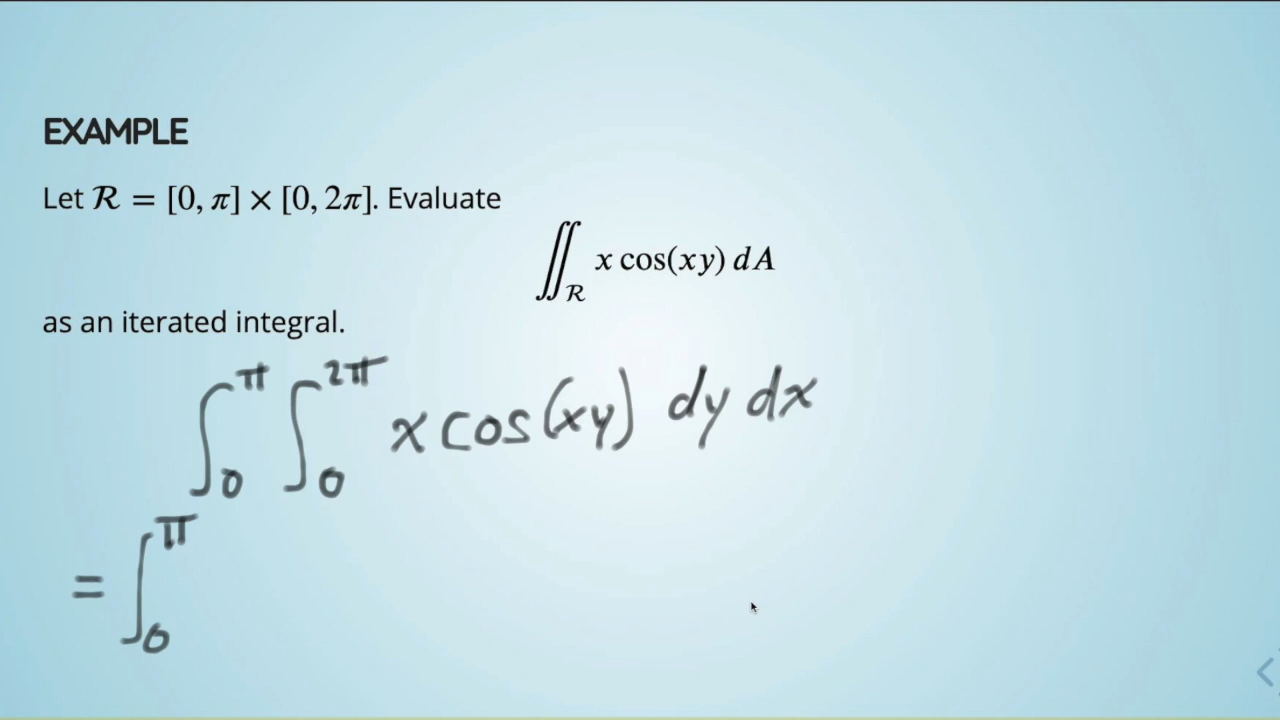 EXAMPLE
Let ℛ = [0, π] × [0, 2π]. Evaluate
∬_ℛ x cos(xy) dA
as an iterated integral.
∫_0^π ∫_0^{2π} x cos(xy) dy dx
= ∫_0^π